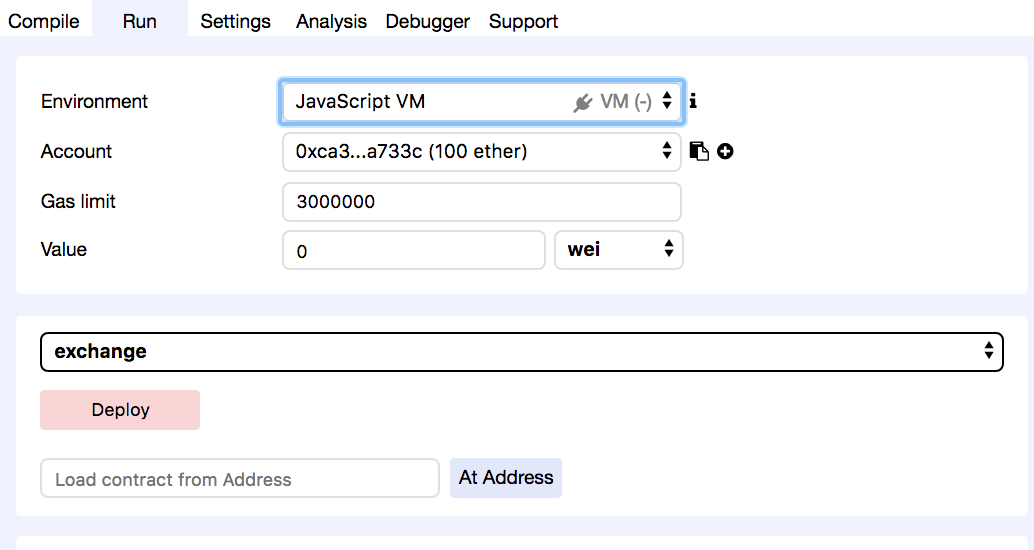 Compile Run Settings Analysis Debugger Support
Environment JavaScript VM VM (-) i
Account 0xca3...a733c (100 ether)
Gas limit 3000000
Value 0 wei
exchange
Deploy
Load contract from Address At Address